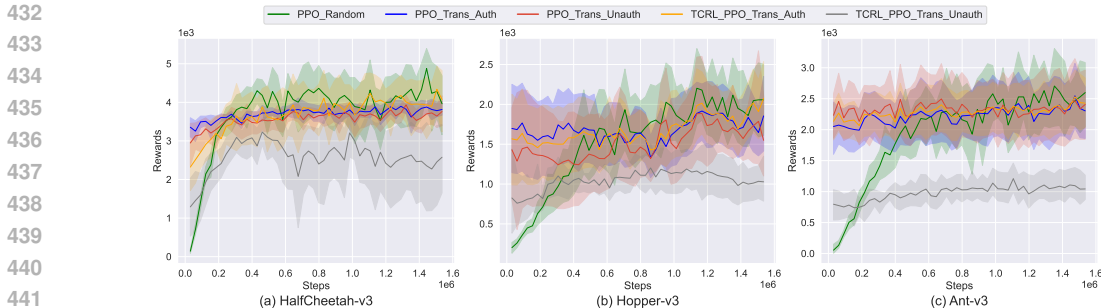 432
433
434
435
436
437
438
439
440
441
PPO_Random PPO_Trans_Auth PPO_Trans_Unauth TCRL_PPO_Trans_Auth TCRL_PPO_Trans_Unauth
1e3
5
4
3
2
1
0
Rewards
0.0 0.2 0.4 0.6 0.8 1.0 1.2 1.4 1.6
Steps
1e6
(a) HalfCheetah-v3
1e3
2.5
2.0
1.5
1.0
0.5
Rewards
0.0 0.2 0.4 0.6 0.8 1.0 1.2 1.4 1.6
Steps
1e6
(b) Hopper-v3
1e3
3.0
2.5
2.0
1.5
1.0
0.5
0.0
Rewards
0.0 0.2 0.4 0.6 0.8 1.0 1.2 1.4 1.6
Steps
1e6
(c) Ant-v3